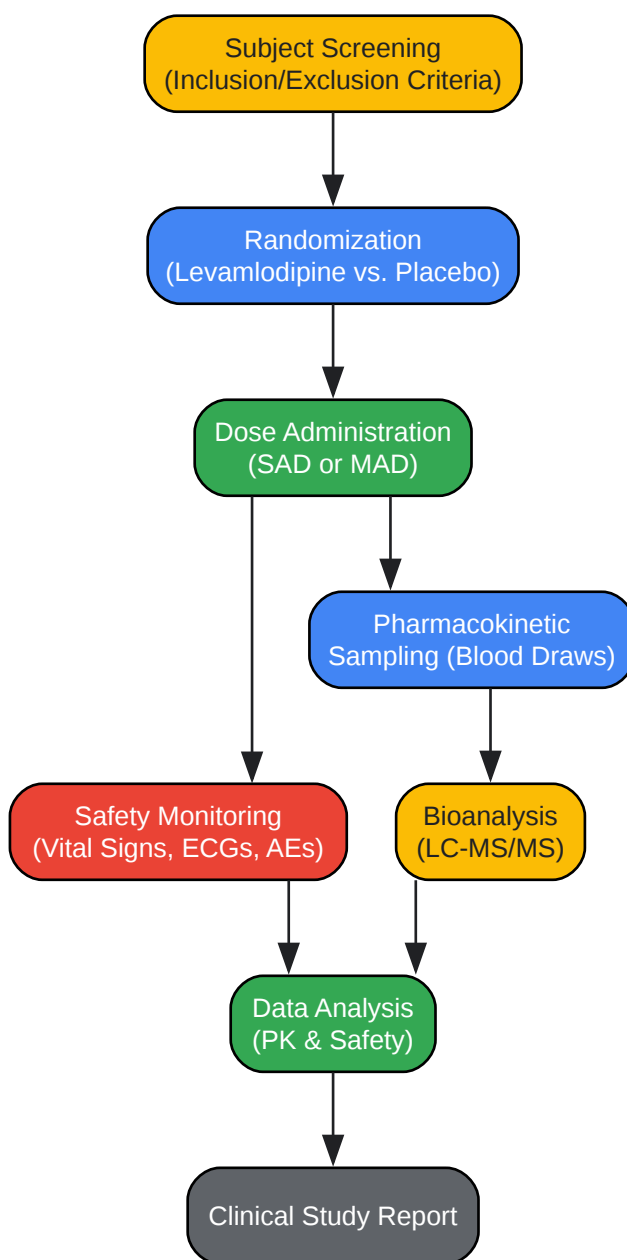 Subject Screening
(Inclusion/Exclusion Criteria)
Randomization
(Levamlodipine vs. Placebo)
Dose Administration
(SAD or MAD)
Pharmacokinetic
Sampling (Blood Draws)
Safety Monitoring
(Vital Signs, ECGs, AEs)
Bioanalysis
(LC-MS/MS)
Data Analysis
(PK & Safety)
Clinical Study Report